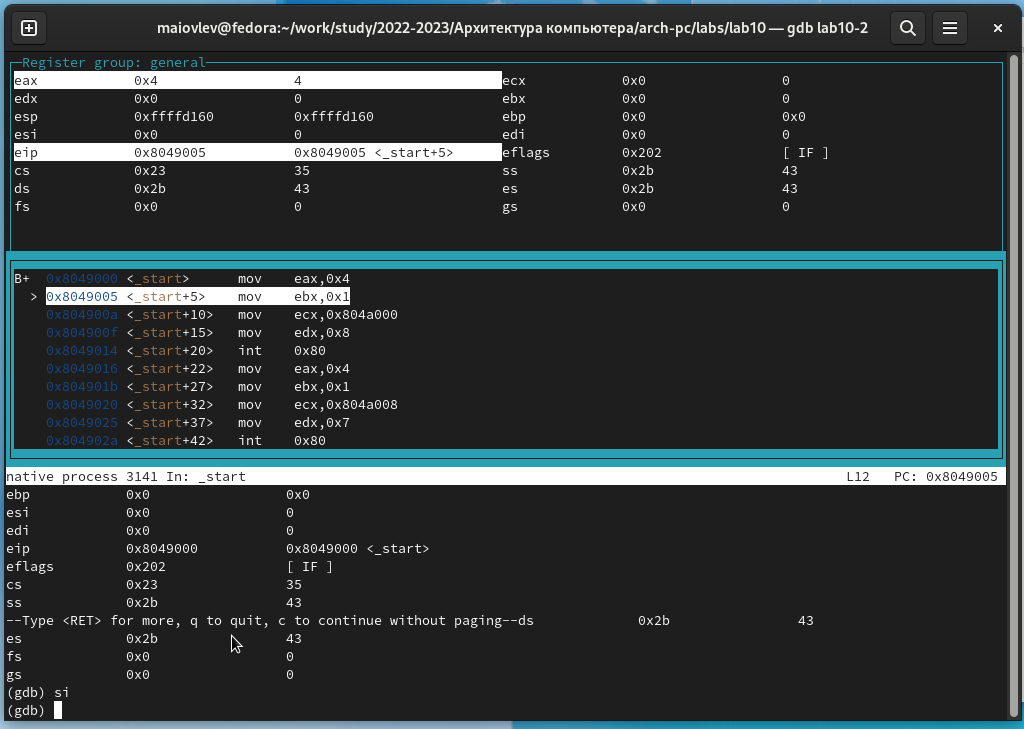 maiovlev@fedora:~/work/study/2022-2023/Архитектура компьютера/arch-pc/labs/lab10 — gdb lab10-2
Register group: general
eax 0x4 4 ecx 0x0 0
edx 0x0 0 ebx 0x0 0
esp 0xffffd160 0xffffd160 ebp 0x0 0x0
esi 0x0 0 edi 0x0 0
eip 0x8049005 0x8049005 <_start+5> eflags 0x202 [ IF ]
cs 0x23 35 ss 0x2b 43
ds 0x2b 43 es 0x2b 43
fs 0x0 0 gs 0x0 0
B+ 0x8049000 <_start> mov eax,0x4
> 0x8049005 <_start+5> mov ebx,0x1
0x804900a <_start+10> mov ecx,0x804a000
0x804900f <_start+15> mov edx,0x8
0x8049014 <_start+20> int 0x80
0x8049016 <_start+22> mov eax,0x4
0x804901b <_start+27> mov ebx,0x1
0x8049020 <_start+32> mov ecx,0x804a008
0x8049025 <_start+37> mov edx,0x7
0x804902a <_start+42> int 0x80
native process 3141 In: _start L12 PC: 0x8049005
ebp 0x0 0x0
esi 0x0 0
edi 0x0 0
eip 0x8049000 0x8049000 <_start>
eflags 0x202 [ IF ]
cs 0x23 35
ss 0x2b 43
--Type <RET> for more, q to quit, c to continue without paging--ds 0x2b 43
es 0x2b 43
fs 0x0 0
gs 0x0 0
(gdb) si
(gdb)